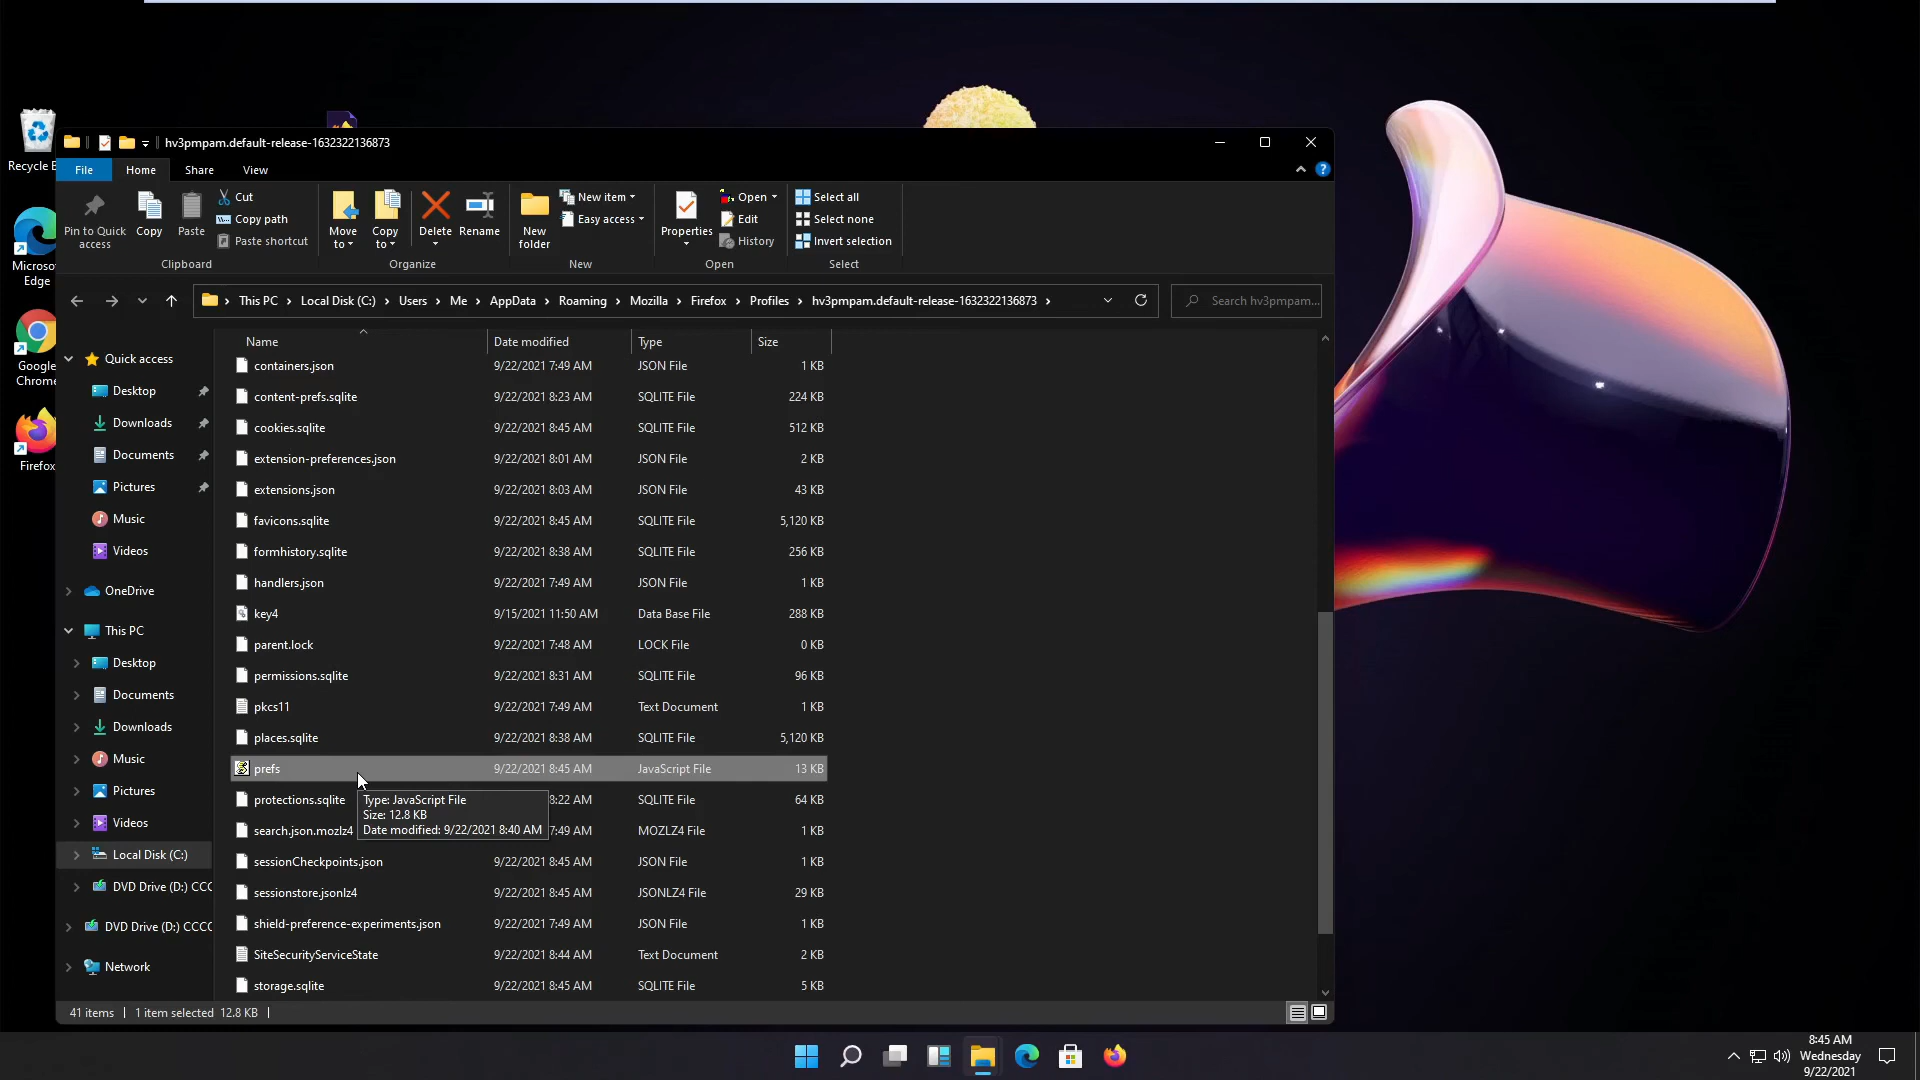 Recycle B
Microso
Edge
Google
Chrome
Firefox
hv3pmpam.default-release-1632322136873
File
Home
Share
View
Pin to Quick
access
Copy
Paste
Cut
Copy path
Paste shortcut
Clipboard
Move
to
Copy
to
Delete
Rename
Organize
New
folder
New item
Easy access
New
Properties
Open
Edit
History
Open
Select all
Select none
Invert selection
Select
This PC > Local Disk (C:) > Users > Me > AppData > Roaming > Mozilla > Firefox > Profiles > hv3pmpam.default-release-1632322136873 >
Search hv3pmpam...
Quick access
Desktop
Downloads
Documents
Pictures
Music
Videos
OneDrive
This PC
Desktop
Documents
Downloads
Music
Pictures
Videos
Local Disk (C:)
DVD Drive (D:) CCC
DVD Drive (D:) CCC
Network
Name Date modified Type Size
containers.json 9/22/2021 7:49 AM JSON File 1 KB
content-prefs.sqlite 9/22/2021 8:23 AM SQLITE File 224 KB
cookies.sqlite 9/22/2021 8:45 AM SQLITE File 512 KB
extension-preferences.json 9/22/2021 8:01 AM JSON File 2 KB
extensions.json 9/22/2021 8:03 AM JSON File 43 KB
favicons.sqlite 9/22/2021 8:45 AM SQLITE File 5,120 KB
formhistory.sqlite 9/22/2021 8:38 AM SQLITE File 256 KB
handlers.json 9/22/2021 7:49 AM JSON File 1 KB
key4 9/15/2021 11:50 AM Data Base File 288 KB
parent.lock 9/22/2021 7:48 AM LOCK File 0 KB
permissions.sqlite 9/22/2021 8:31 AM SQLITE File 96 KB
pkcs11 9/22/2021 7:49 AM Text Document 1 KB
places.sqlite 9/22/2021 8:38 AM SQLITE File 5,120 KB
prefs 9/22/2021 8:45 AM JavaScript File 13 KB
protections.sqlite 8:22 AM SQLITE File 64 KB
search.json.mozlz4 7:49 AM MOZLZ4 File 1 KB
Type: JavaScript File
Size: 12.8 KB
Date modified: 9/22/2021 8:40 AM
sessionCheckpoints.json 9/22/2021 8:45 AM JSON File 1 KB
sessionstore.jsonlz4 9/22/2021 8:45 AM JSONLZ4 File 29 KB
shield-preference-experiments.json 9/22/2021 7:49 AM JSON File 1 KB
SiteSecurityServiceState 9/22/2021 8:44 AM Text Document 2 KB
storage.sqlite 9/22/2021 8:45 AM SQLITE File 5 KB
41 items 1 item selected 12.8 KB
8:45 AM
Wednesday
9/22/2021